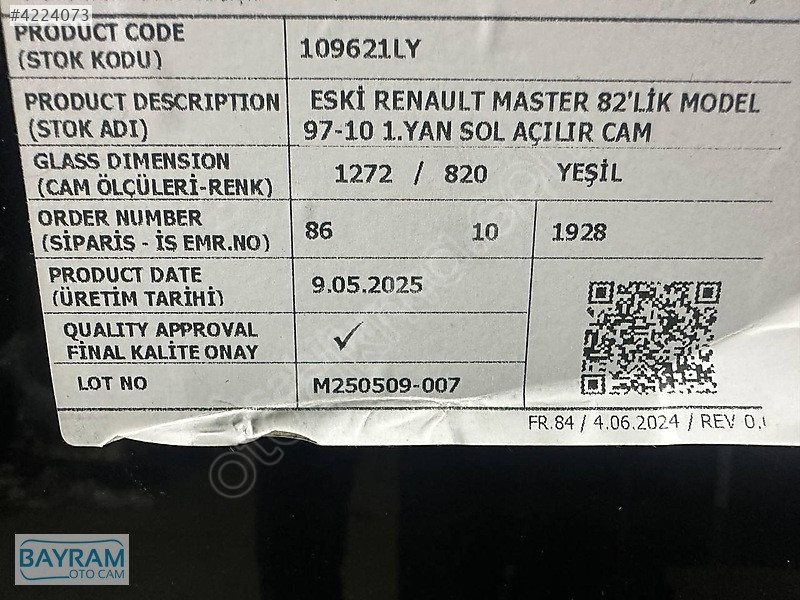 #4224073
PRODUCT CODE
(STOK KODU)
109621LY
PRODUCT DESCRIPTION
(STOK ADI)
ESKİ RENAULT MASTER 82'LİK MODEL
97-10 1.YAN SOL AÇILIR CAM
GLASS DIMENSION
(CAM ÖLÇÜLERİ-RENK)
1272 / 820 YEŞİL
ORDER NUMBER
(SİPARİŞ - İŞ EMR.NO)
86 10 1928
PRODUCT DATE
(ÜRETİM TARİHİ)
9.05.2025
QUALITY APPROVAL
FİNAL KALİTE ONAY
✓
LOT NO
M250509-007
FR.84 / 4.06.2024 / REV 0.
BAYRAM
OTO CAM